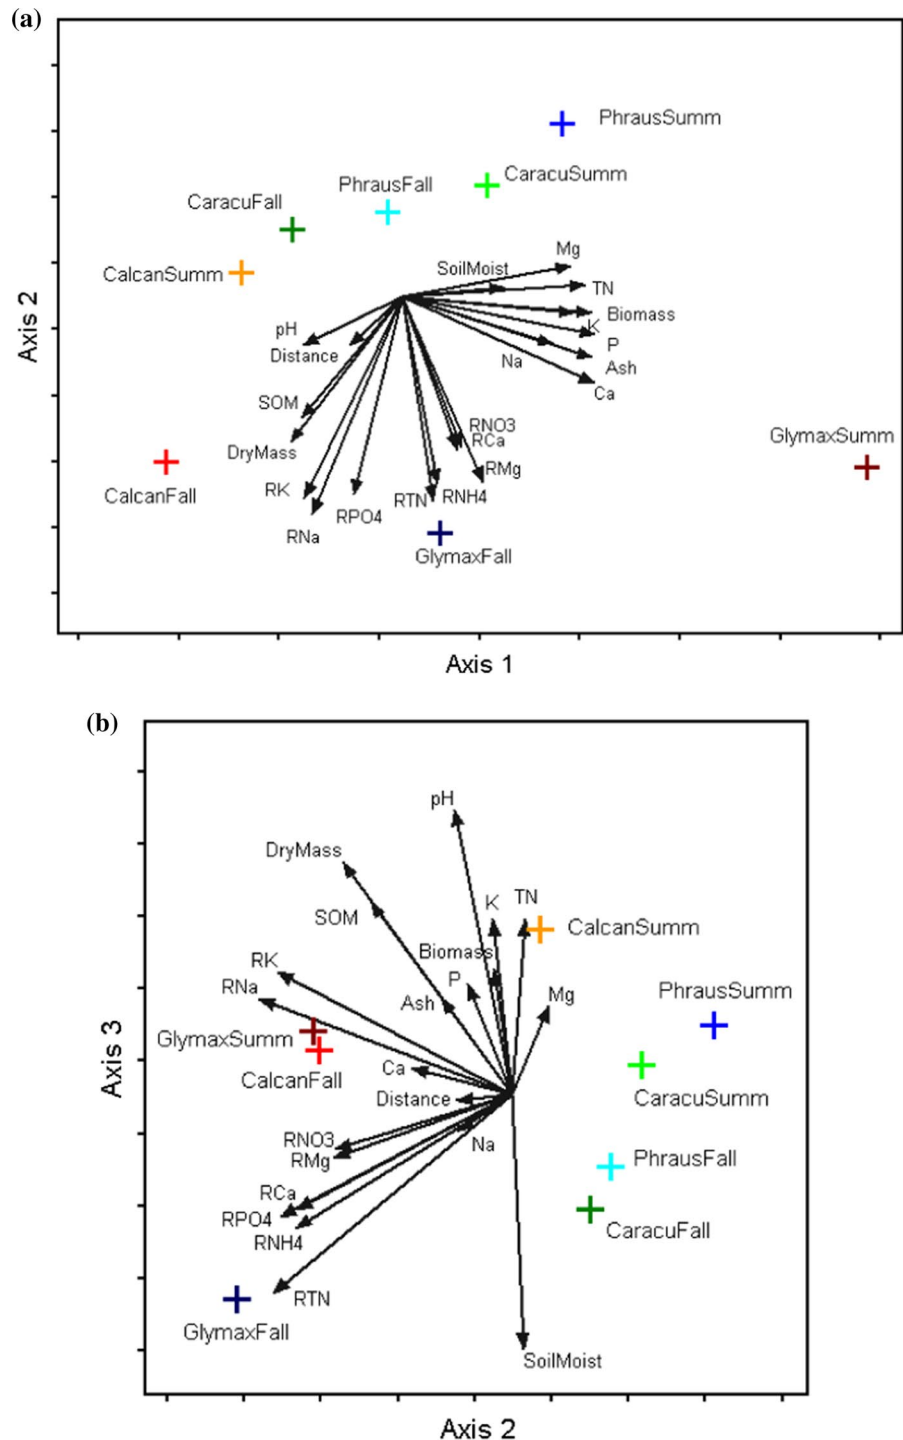 (a)
PhrausSumm
CaracuSumm
PhrausFall
CaracuFall
CalcanSumm
Mg
SoilMoist
TN
Biomass
K
pH
P
Distance
Na
Ash
Ca
SOM
RNO3
RCa
GlymaxSumm
DryMass
RMg
CalcanFall
RK
RPO4
RTN
RNH4
RNa
GlymaxFall
Axis 2
Axis 1
(b)
pH
DryMass
K
TN
SOM
CalcanSumm
Biomass
RK
P
RNa
Ash
Mg
PhrausSumm
GlymaxSumm
CalcanFall
Ca
Distance
CaracuSumm
RNO3
Na
RMg
PhrausFall
RCa
RPO4
CaracuFall
RNH4
RTN
GlymaxFall
SoilMoist
Axis 3
Axis 2